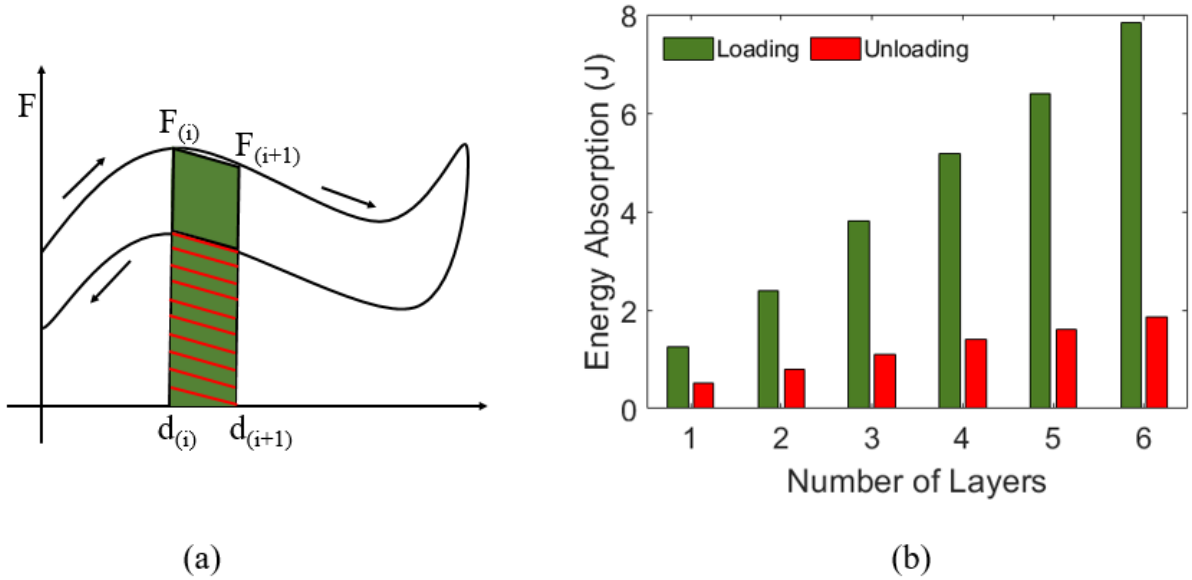 F
F(i)
F(i+1)
d(i)
d(i+1)
(a)
Energy Absorption (J)
8
6
4
2
0
Loading
Unloading
1 2 3 4 5 6
Number of Layers
(b)